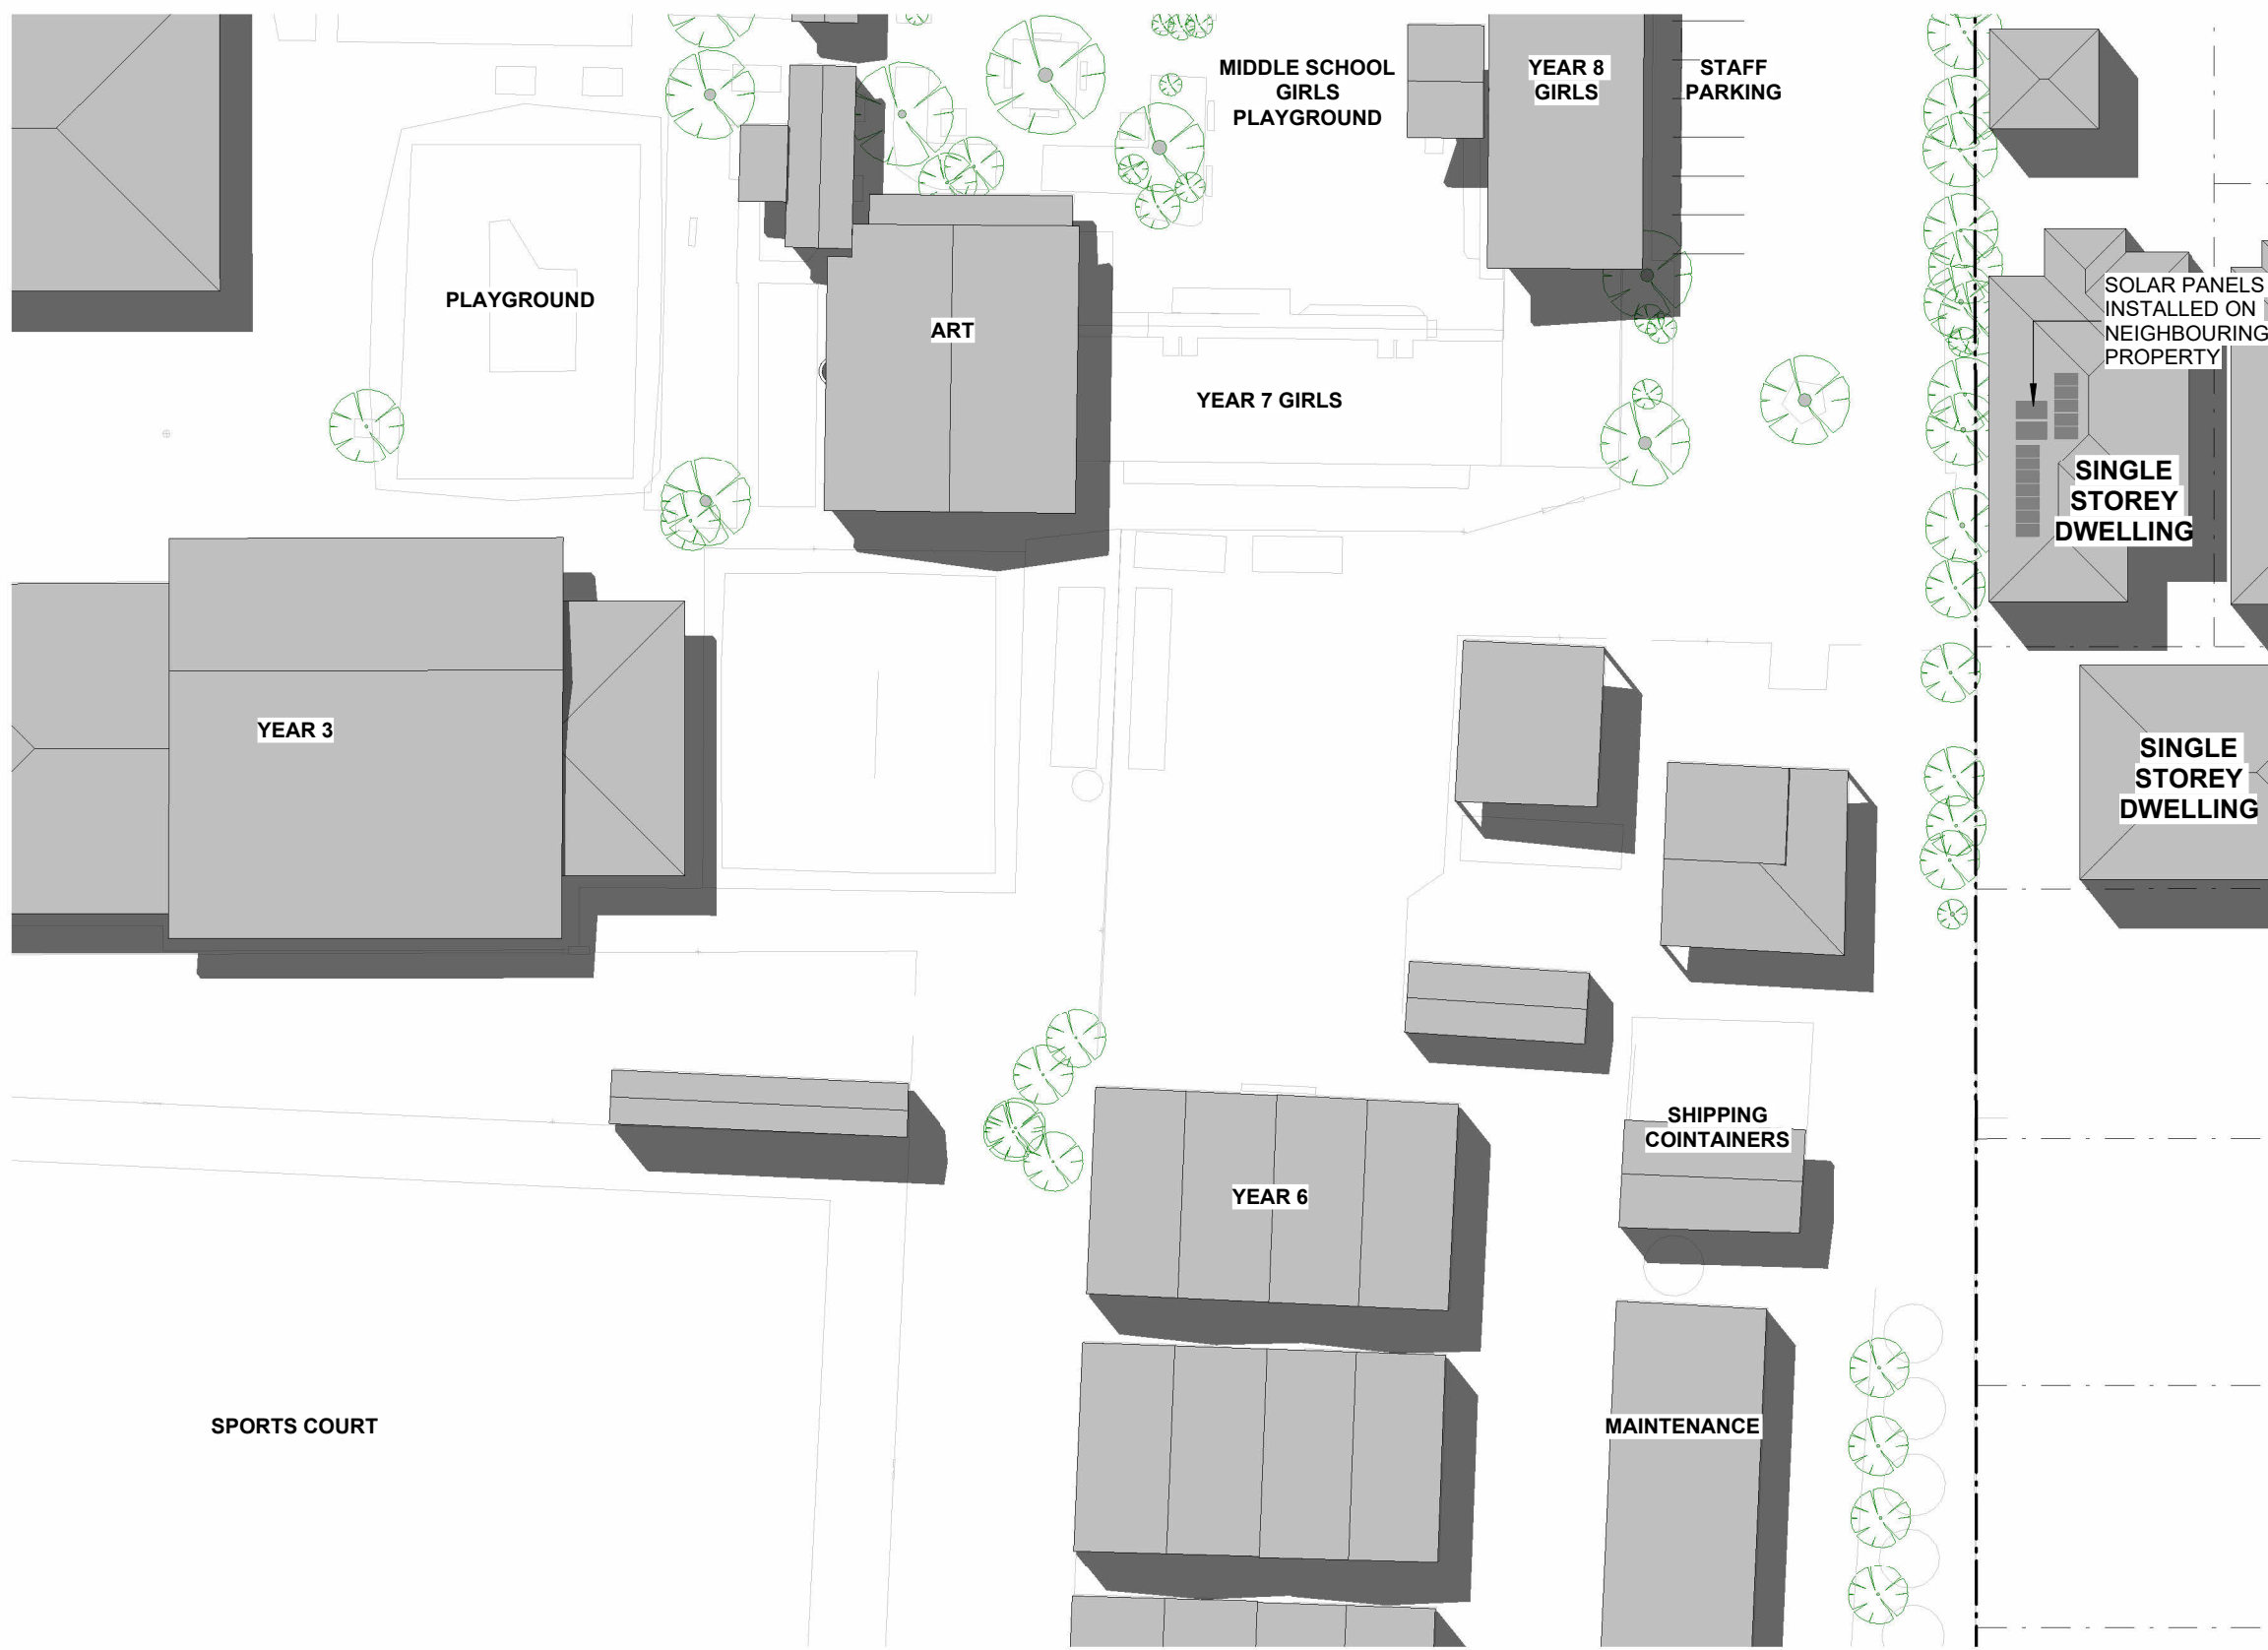 MIDDLE SCHOOL
GIRLS
PLAYGROUND
YEAR 8
GIRLS
STAFF
PARKING
PLAYGROUND
ART
YEAR 7 GIRLS
SOLAR PANELS
INSTALLED ON
NEIGHBOURING
PROPERTY
SINGLE
STOREY
DWELLING
YEAR 3
SINGLE
STOREY
DWELLING
SHIPPING
COINTAINERS
YEAR 6
SPORTS COURT
MAINTENANCE